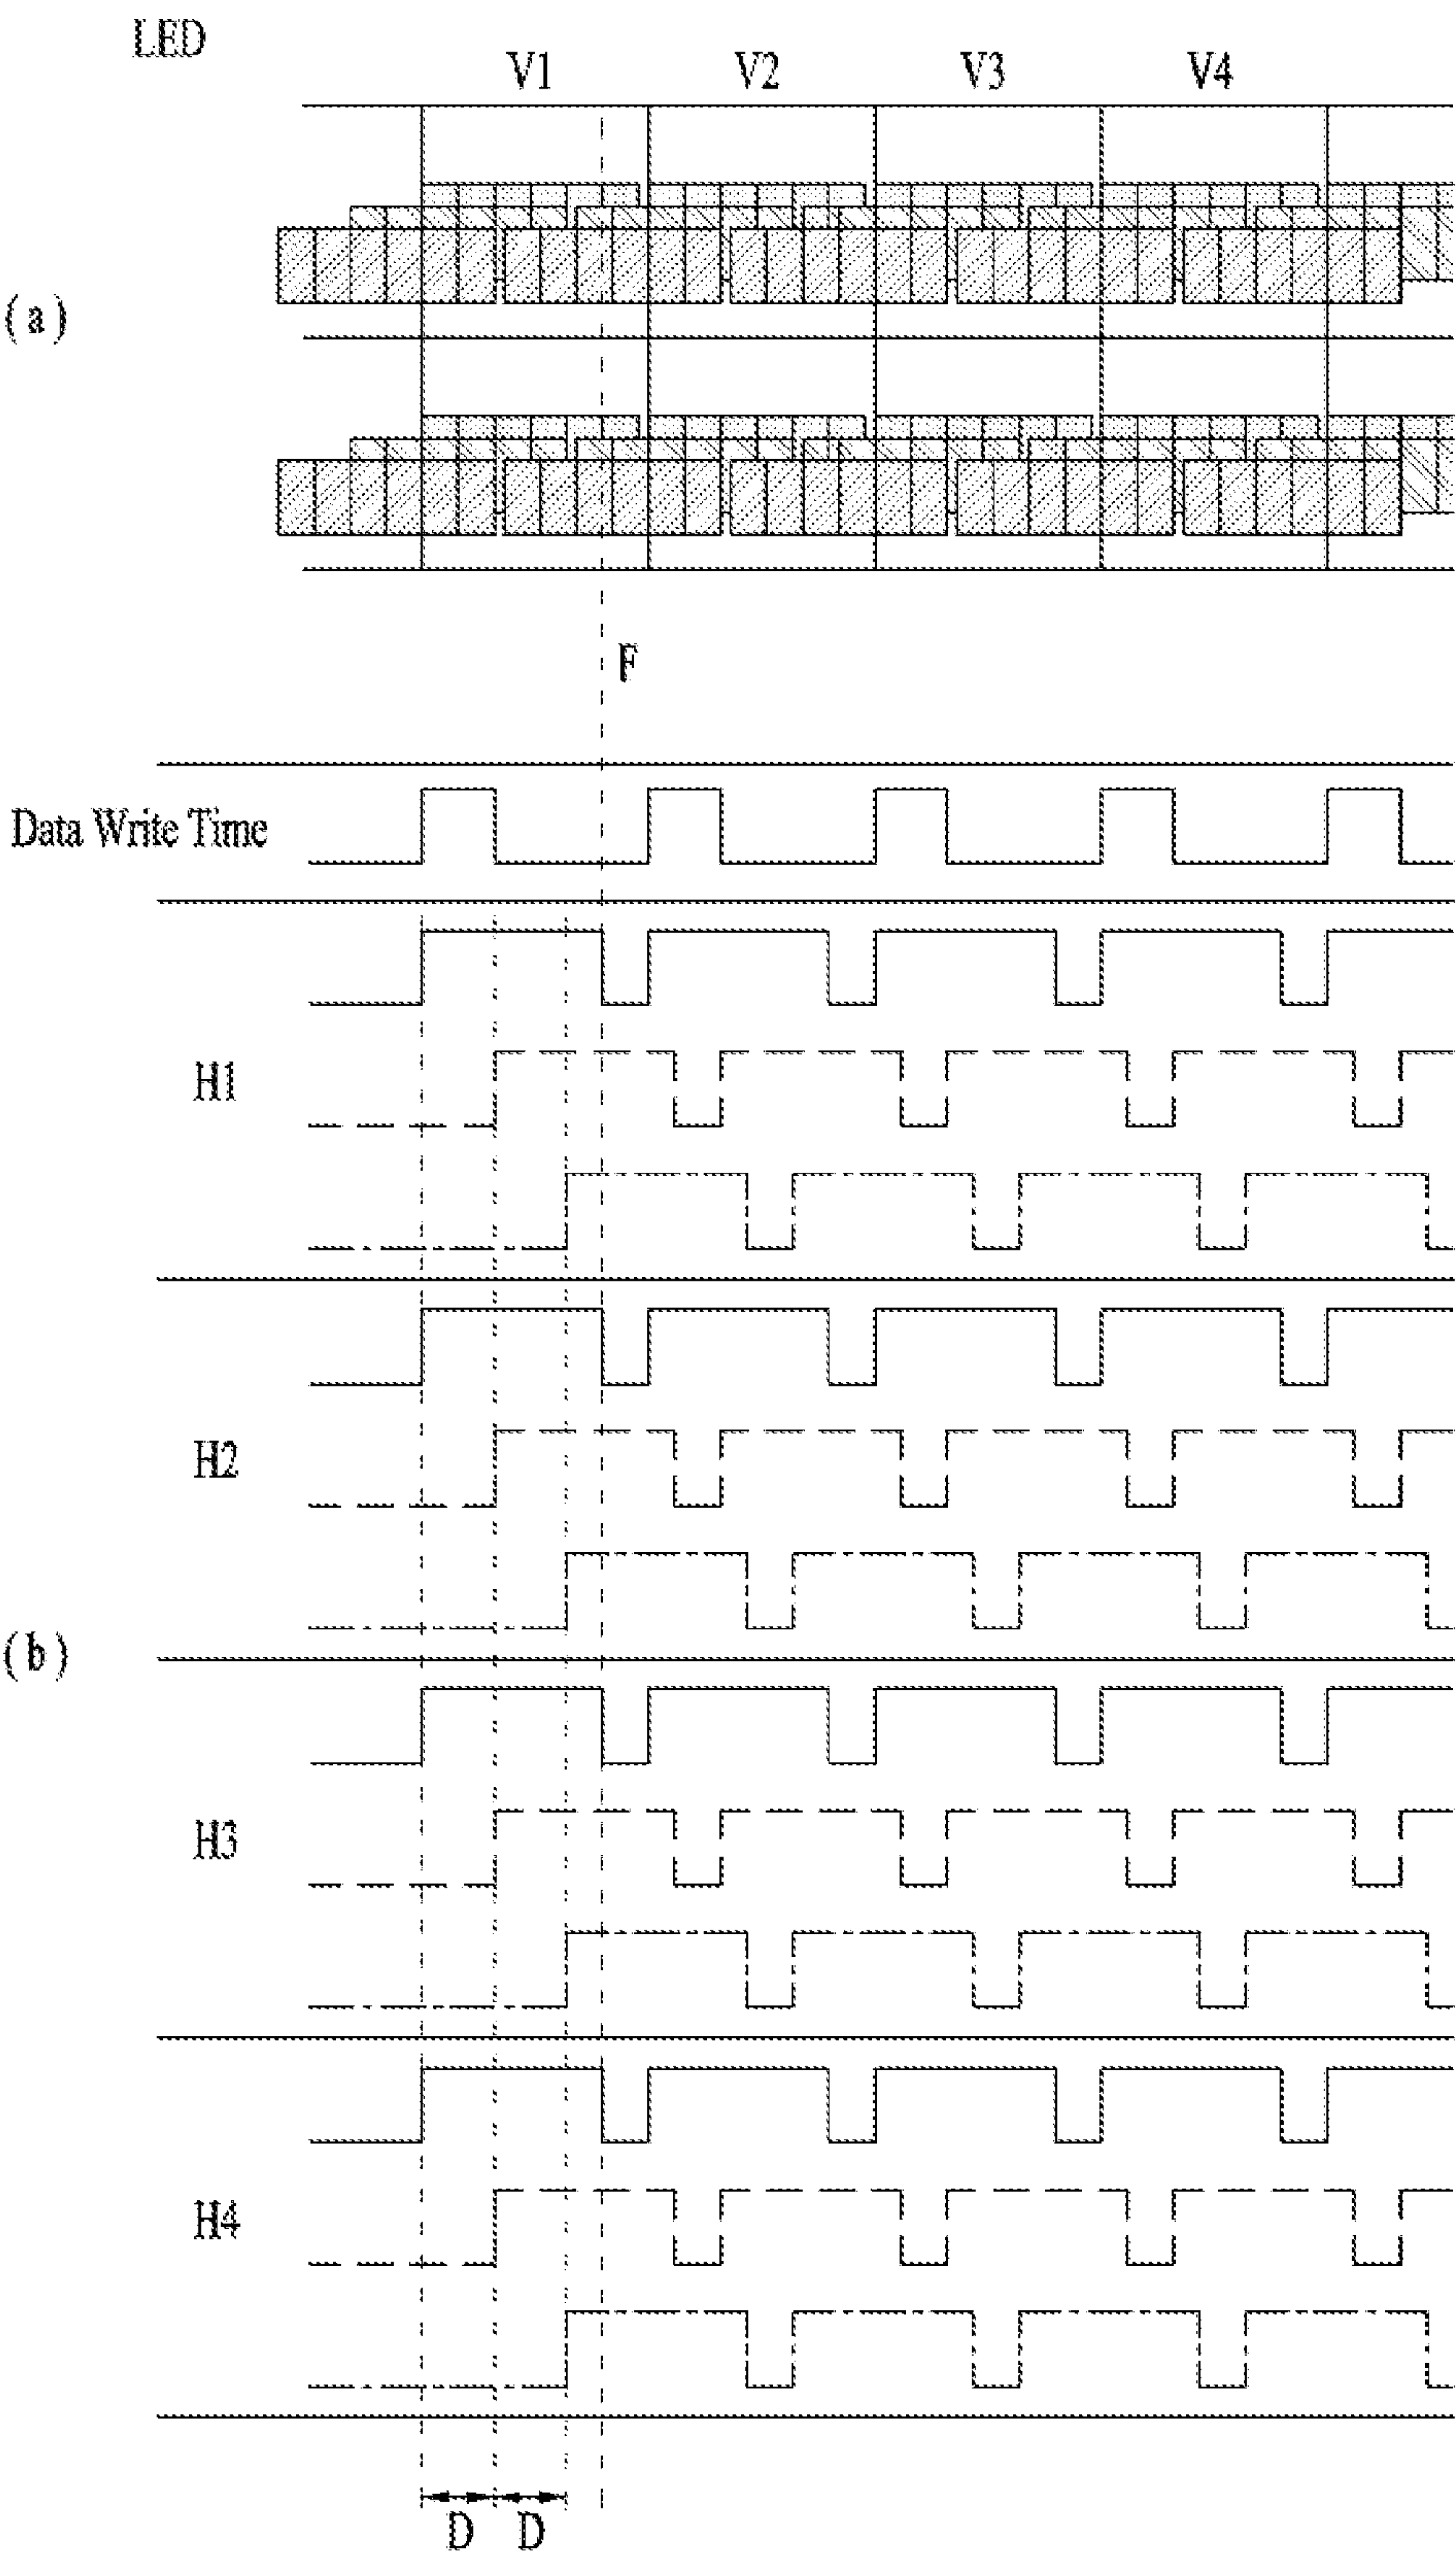 LED
V1 V2 V3 V4
(a)
F
Data Write Time
H1
H2
(b)
H3
H4
D D